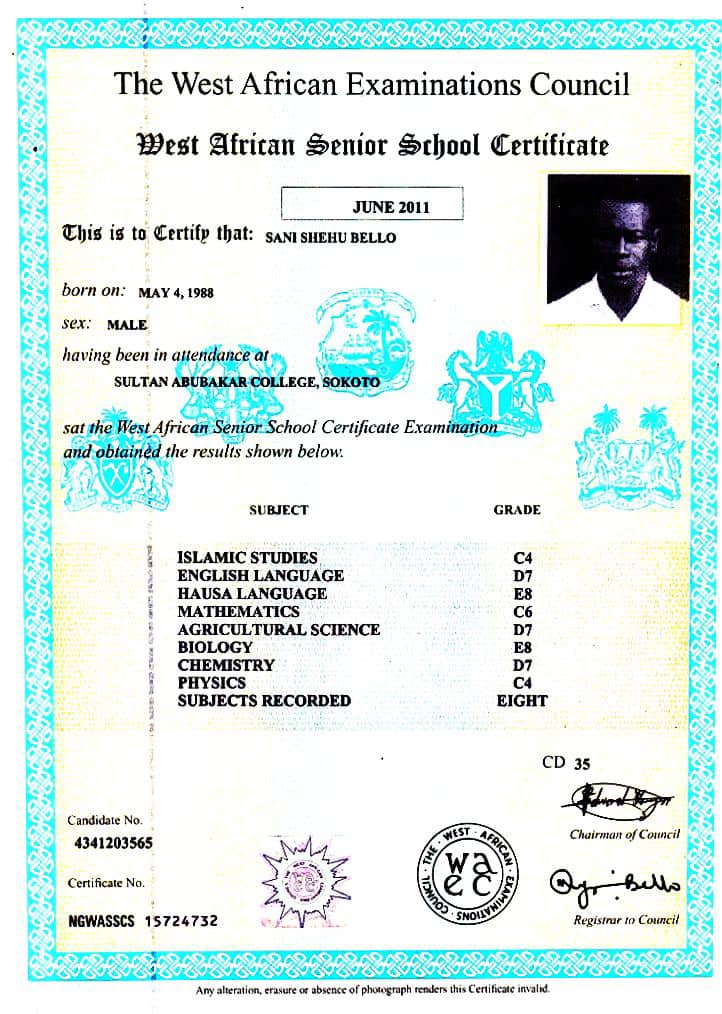 The West African Examinations Council
West African Senior School Certificate
JUNE 2011
This is to Certify that: SANI SHEHU BELLO
born on: MAY 4, 1988
sex: MALE
having been in attendance at
SULTAN ABUBAKAR COLLEGE, SOKOTO
sat the West African Senior School Certificate Examination
and obtained the results shown below.
SUBJECT GRADE
ISLAMIC STUDIES C4
ENGLISH LANGUAGE D7
HAUSA LANGUAGE E8
MATHEMATICS C6
AGRICULTURAL SCIENCE D7
BIOLOGY E8
CHEMISTRY D7
PHYSICS C4
SUBJECTS RECORDED EIGHT
CD 35
Chairman of Council
Candidate No.
4341203565
Certificate No.
NGWASSCS 15724732
THE · WEST · AFRICAN · EXAMINATIONS · COUNCIL ·
wa
ec
Bello
Registrar to Council
Any alteration, erasure or absence of photograph renders this Certificate invalid.